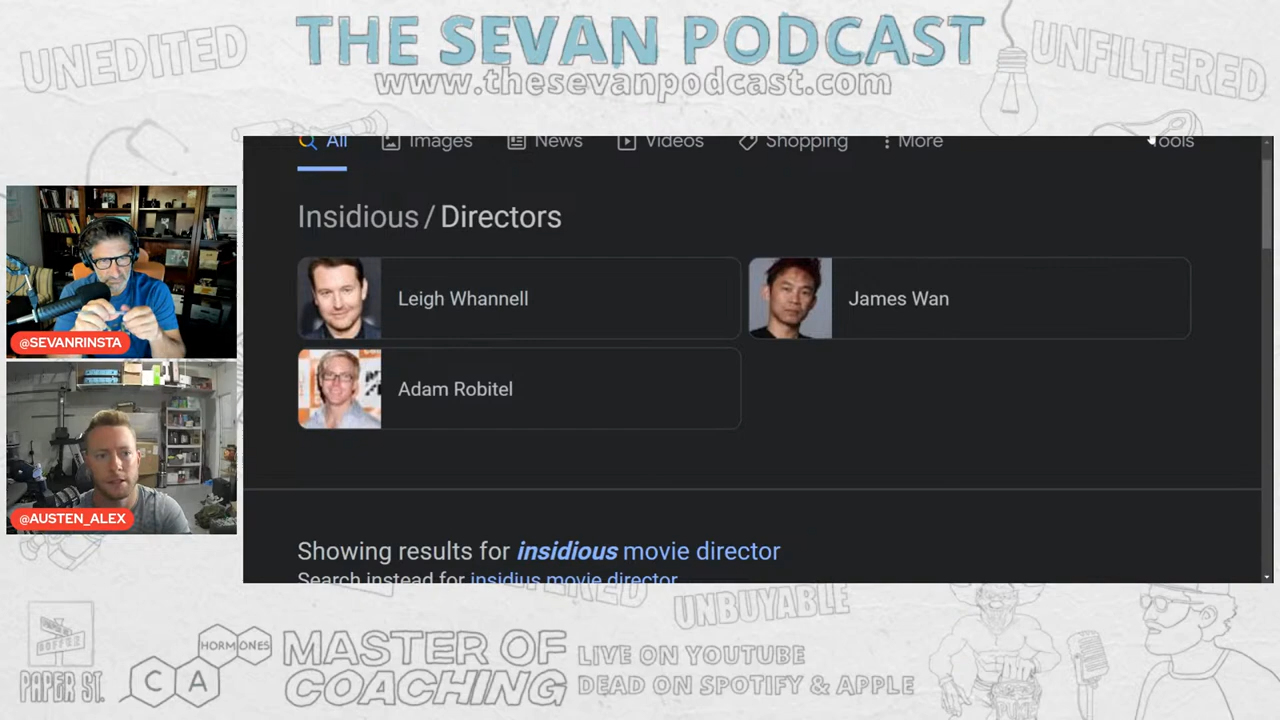 THE SEVAN PODCAST
www.thesevanpodcast.com
UNEDITED
UNFILTERED
All Images News Videos Shopping More Tools
Insidious / Directors
Leigh Whannell
James Wan
Adam Robitel
Showing results for insidious movie director
Search instead for insidius movie director
@SEVANRINSTA
@AUSTEN_ALEX
UNBUYABLE
PAPER ST.
HORMONES
C A
MASTER OF
COACHING
LIVE ON YOUTUBE
DEAD ON SPOTIFY & APPLE